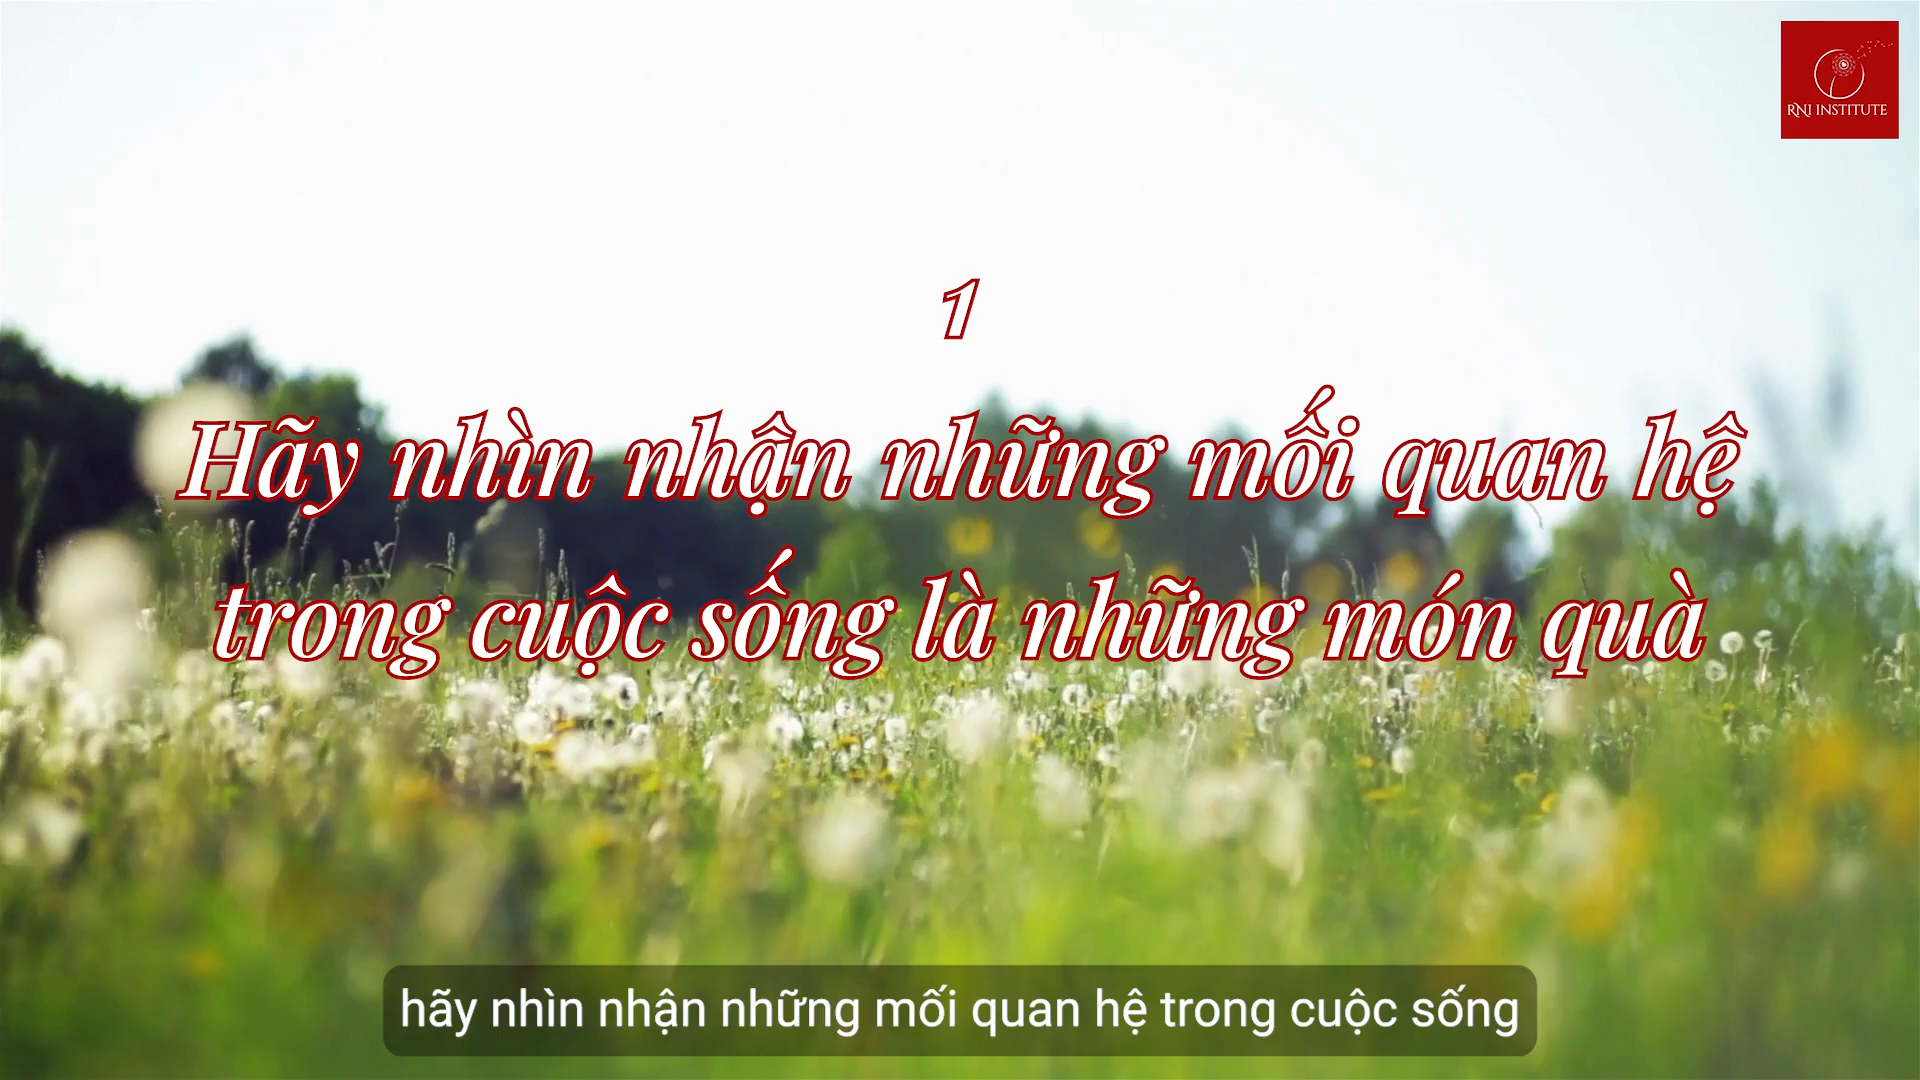 RNI INSTITUTE
1
Hãy nhìn nhận những mối quan hệ
trong cuộc sống là những món quà
hãy nhìn nhận những mối quan hệ trong cuộc sống